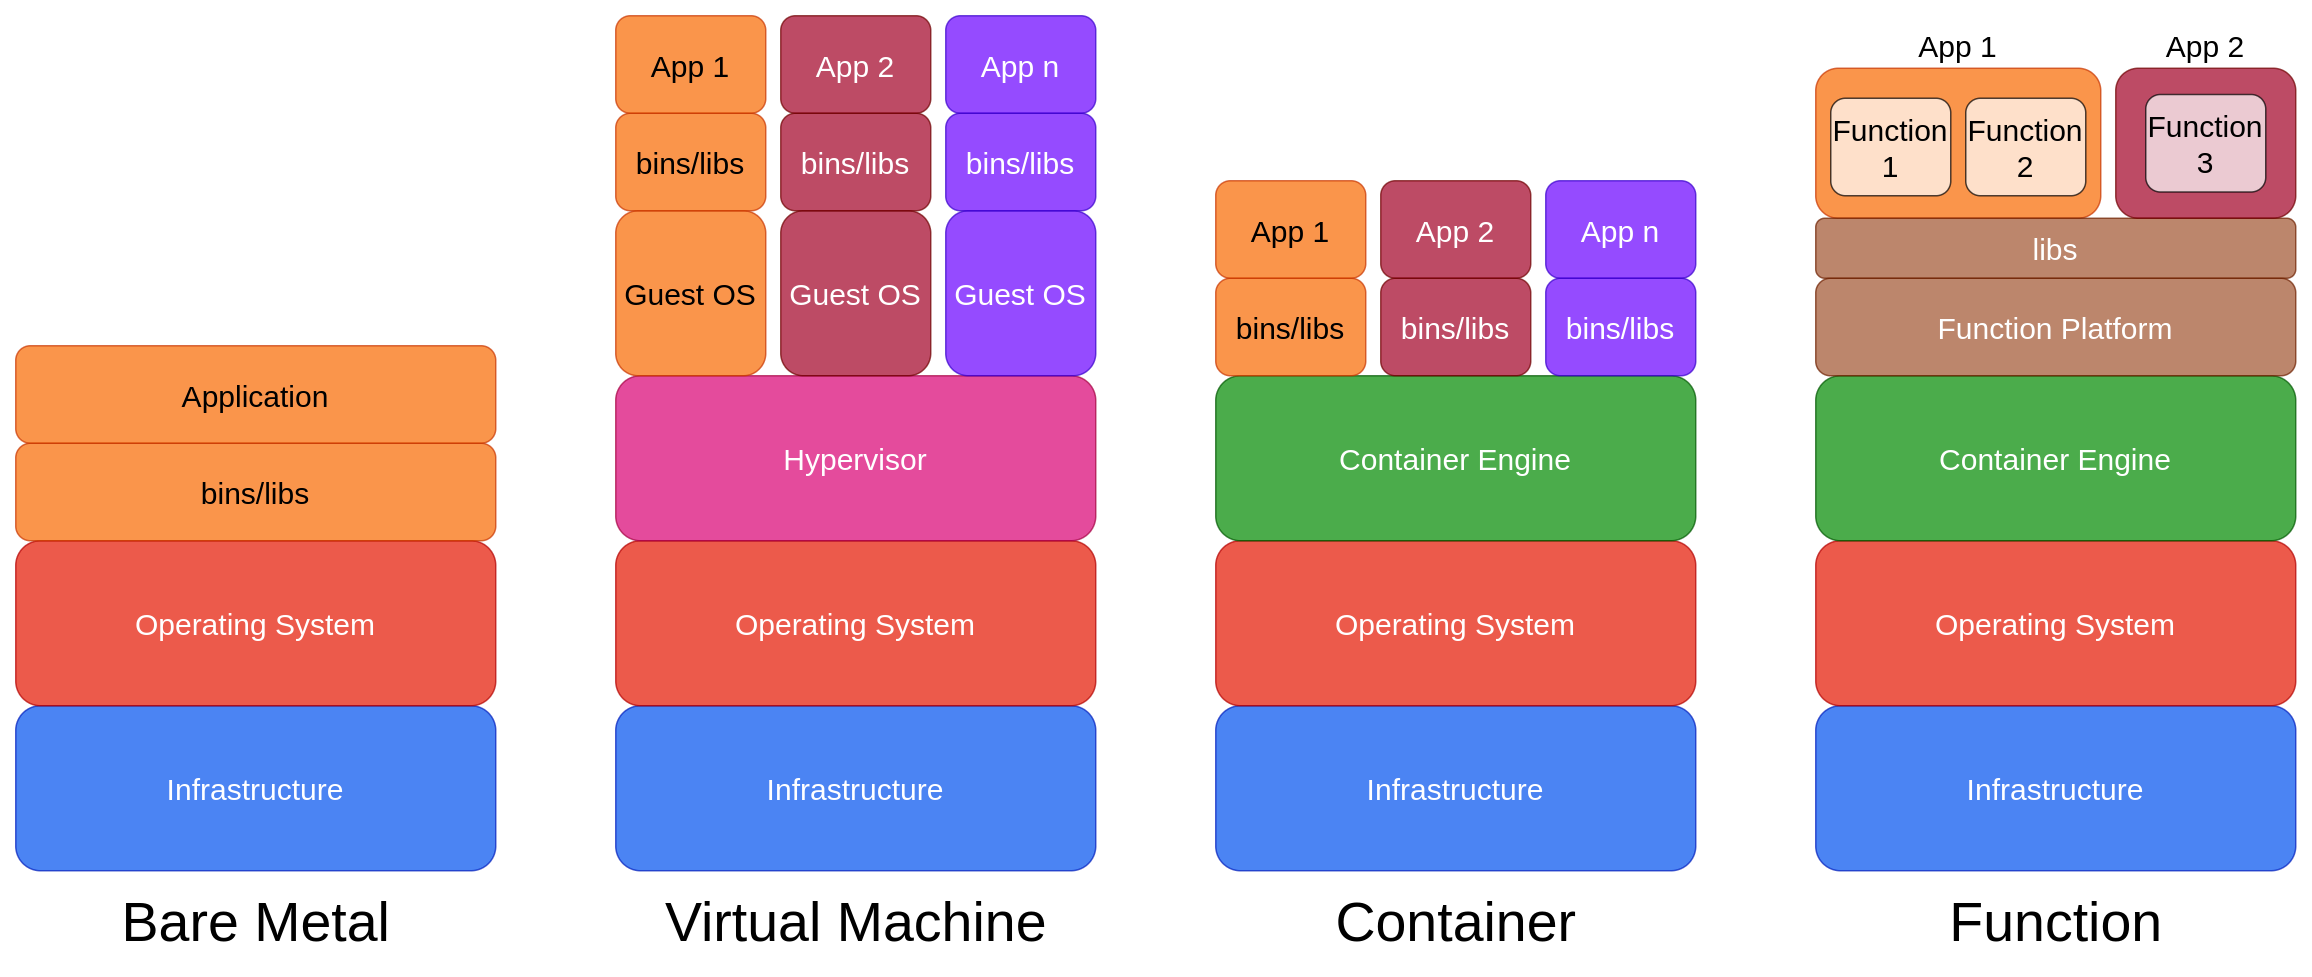 Application
bins/libs
Operating System
Infrastructure
Bare Metal
App 1
App 2
App n
bins/libs
bins/libs
bins/libs
Guest OS
Guest OS
Guest OS
Hypervisor
Operating System
Infrastructure
Virtual Machine
App 1
App 2
App n
bins/libs
bins/libs
bins/libs
Container Engine
Operating System
Infrastructure
Container
App 1
App 2
Function
1
Function
2
Function
3
libs
Function Platform
Container Engine
Operating System
Infrastructure
Function